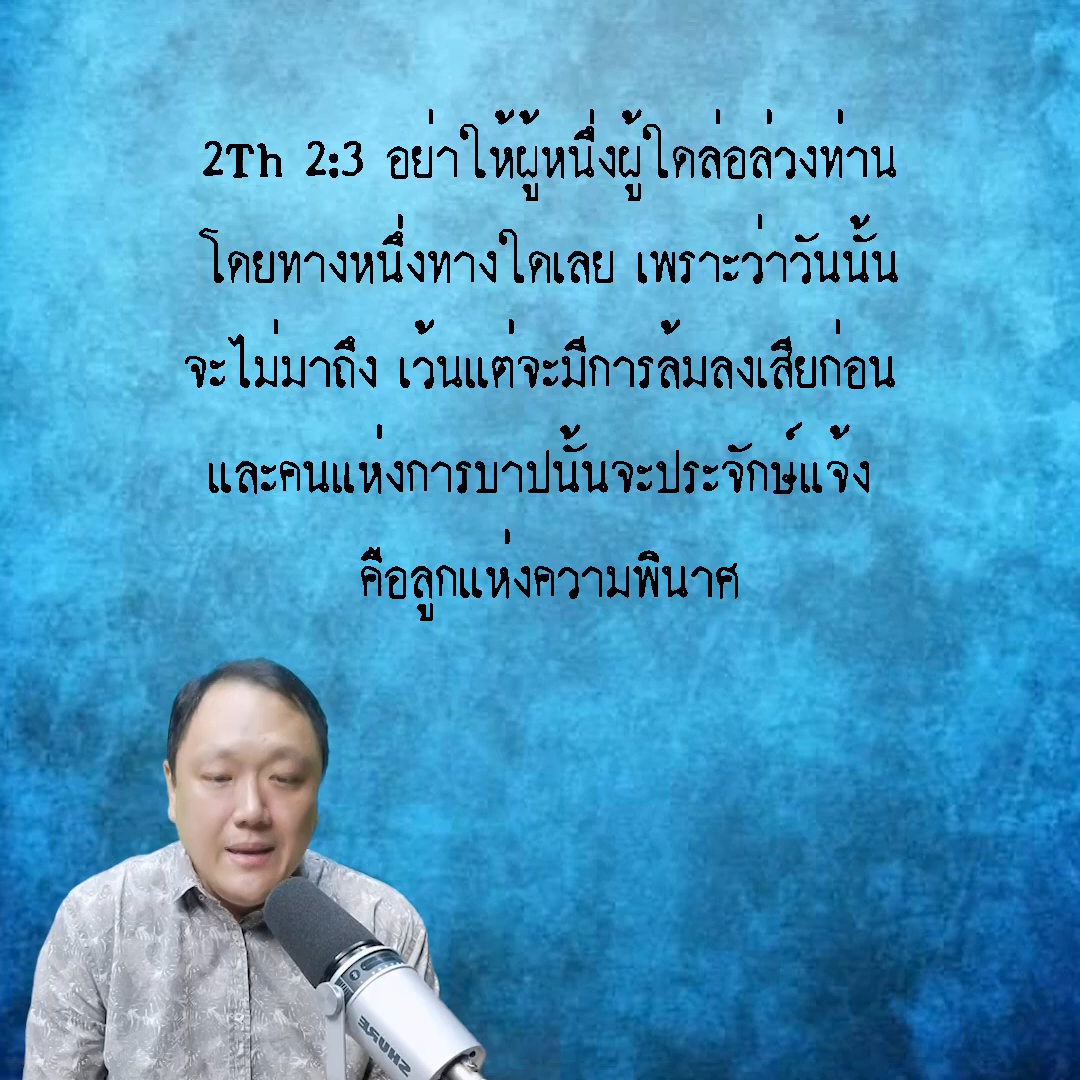 2Th 2:3 อย่าให้ผู้หนึ่งผู้ใดล่อล่วงท่าน
โดยทางหนึ่งทางใดเลย เพราะว่าวันนั้น
จะไม่มาถึง เว้นแต่จะมีการล้มลงเสียก่อน
และคนแห่งการบาปนั้นจะประจักษ์แจ้ง
คือลูกแห่งความพินาศ
SHURE